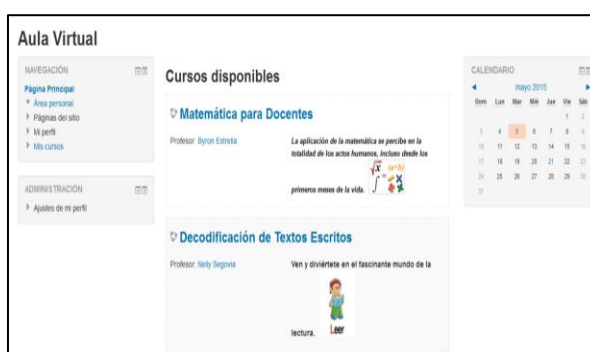 Aula Virtual
NAVEGACIÓN
Página Principal
Área personal
Páginas del sitio
Mi perfil
Mis cursos
ADMINISTRACIÓN
Ajustes de mi perfil
Cursos disponibles
Matemática para Docentes
Profesor: Byron Estrella
La aplicación de la matemática se percibe en la
totalidad de los actos humanos, incluso desde los
primeros meses de la vida.
Decodificación de Textos Escritos
Profesor: Nelly Segovia
Ven y diviértete en el fascinante mundo de la
lectura.
Leer
CALENDARIO
mayo 2015
Dom Lun Mar Mié Jue Vie Sáb
1 2
3 4 5 6 7 8 9
10 11 12 13 14 15 16
17 18 19 20 21 22 23
24 25 26 27 28 29 30
31